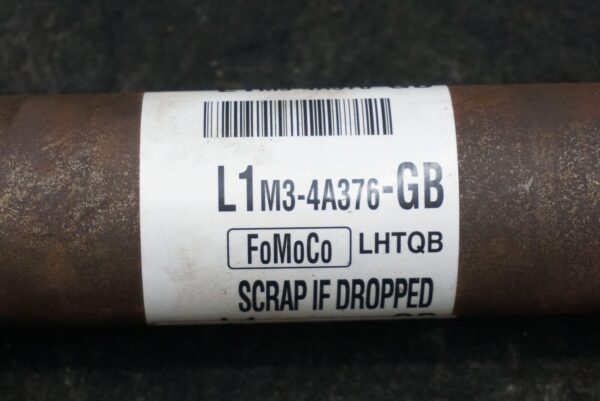 L1M3-4A376-GB
FoMoCo LHTQB
SCRAP IF DROPPED